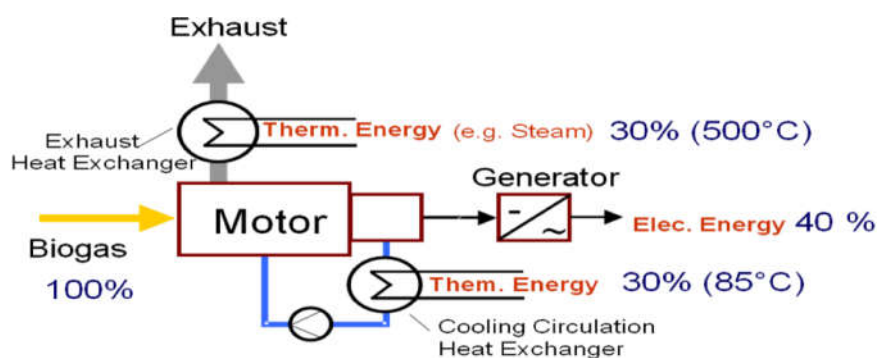 Exhaust
Exhaust
Heat Exchanger
Therm. Energy (e.g. Steam) 30% (500°C)
Generator
Motor
- ~
Biogas
100%
Elec. Energy 40 %
Them. Energy 30% (85°C)
Cooling Circulation
Heat Exchanger